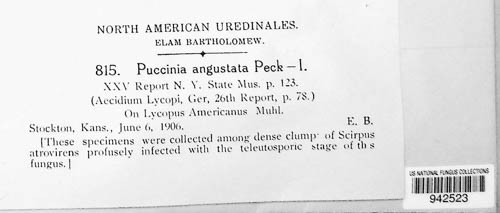 NORTH AMERICAN UREDINALES.
ELAM BARTHOLOMEW.
815. Puccinia angustata Peck – I.
XXV Report N. Y. State Mus. p. 123.
(Aecidium Lycopi, Ger, 26th Report, p. 78.)
On Lycopus Americanus Muhl.
Stockton, Kans., June 6, 1906. E. B.
[These specimens were collected among dense clump of Scirpus
atrovirens profusely infected with the teleutosporic stage of th s
fungus.]
US NATIONAL FUNGUS COLLECTIONS
942523